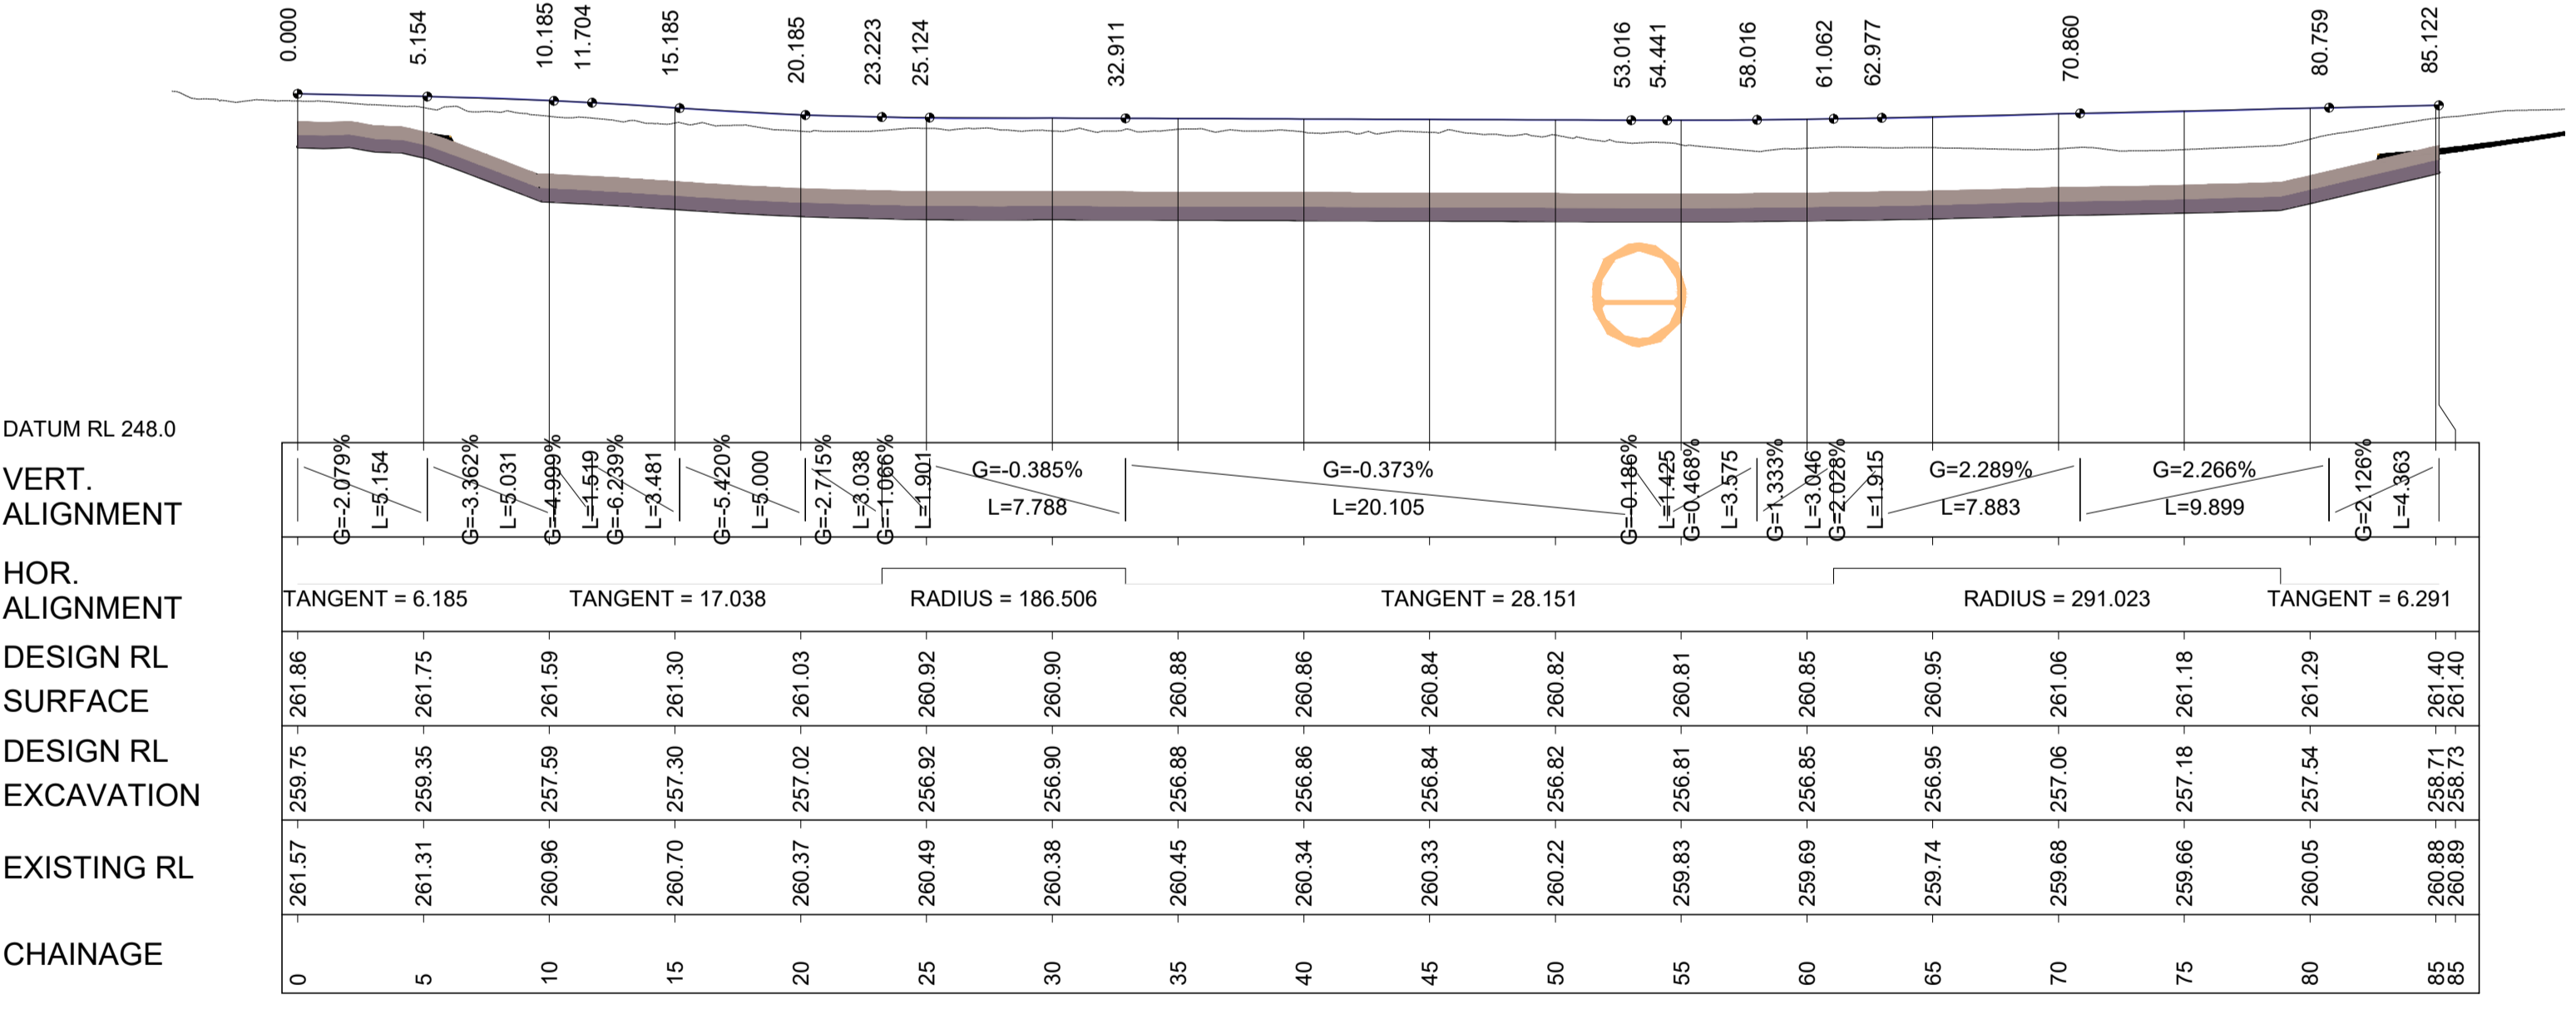 0.000 5.154 10.185 11.704 15.185 20.185 23.223 25.124 32.911 53.016 54.441 58.016 61.062 62.977 70.860 80.759 85.122
DATUM RL 248.0
VERT. ALIGNMENT
G=-2.079% L=5.154
G=-3.362% L=5.031
G=-4.999% L=1.519
G=-6.239% L=3.481
G=-5.420% L=5.000
G=-2.715% L=3.038
G=-1.066% L=1.901
G=-0.385% L=7.788
G=-0.373% L=20.105
G=-0.186% L=1.425
G=0.468% L=3.575
G=1.333% L=3.046
G=2.028% L=1.915
G=2.289% L=7.883
G=2.266% L=9.899
G=2.126% L=4.363
HOR. ALIGNMENT
TANGENT = 6.185 TANGENT = 17.038 RADIUS = 186.506 TANGENT = 28.151 RADIUS = 291.023 TANGENT = 6.291
DESIGN RL SURFACE
261.86 261.75 261.59 261.30 261.03 260.92 260.90 260.88 260.86 260.84 260.82 260.81 260.85 260.95 261.06 261.18 261.29 261.40 261.40
DESIGN RL EXCAVATION
259.75 259.35 257.59 257.30 257.02 256.92 256.90 256.88 256.86 256.84 256.82 256.81 256.85 256.95 257.06 257.18 257.54 258.71 258.73
EXISTING RL
261.57 261.31 260.96 260.70 260.37 260.49 260.38 260.45 260.34 260.33 260.22 259.83 259.69 259.74 259.68 259.66 260.05 260.88 260.89
CHAINAGE
0 5 10 15 20 25 30 35 40 45 50 55 60 65 70 75 80 85 85